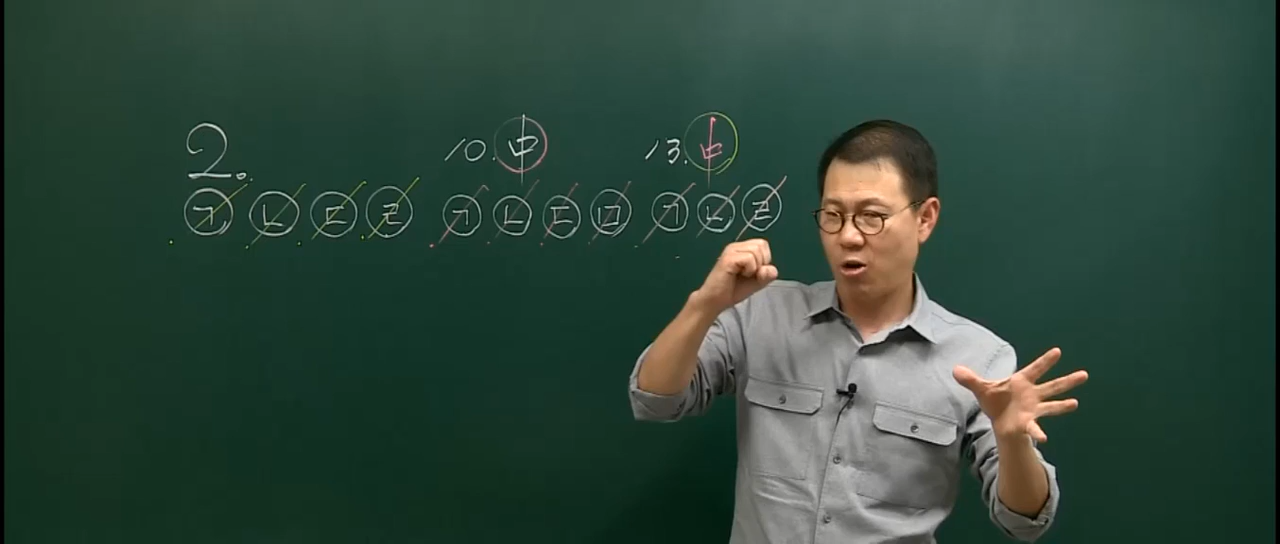 2. 10. 中 13. 中
㉠ ㉡ ㉢ ㉣ ㉠ ㉡ ㉢ ㉤ ㉠ ㉡ ㉣